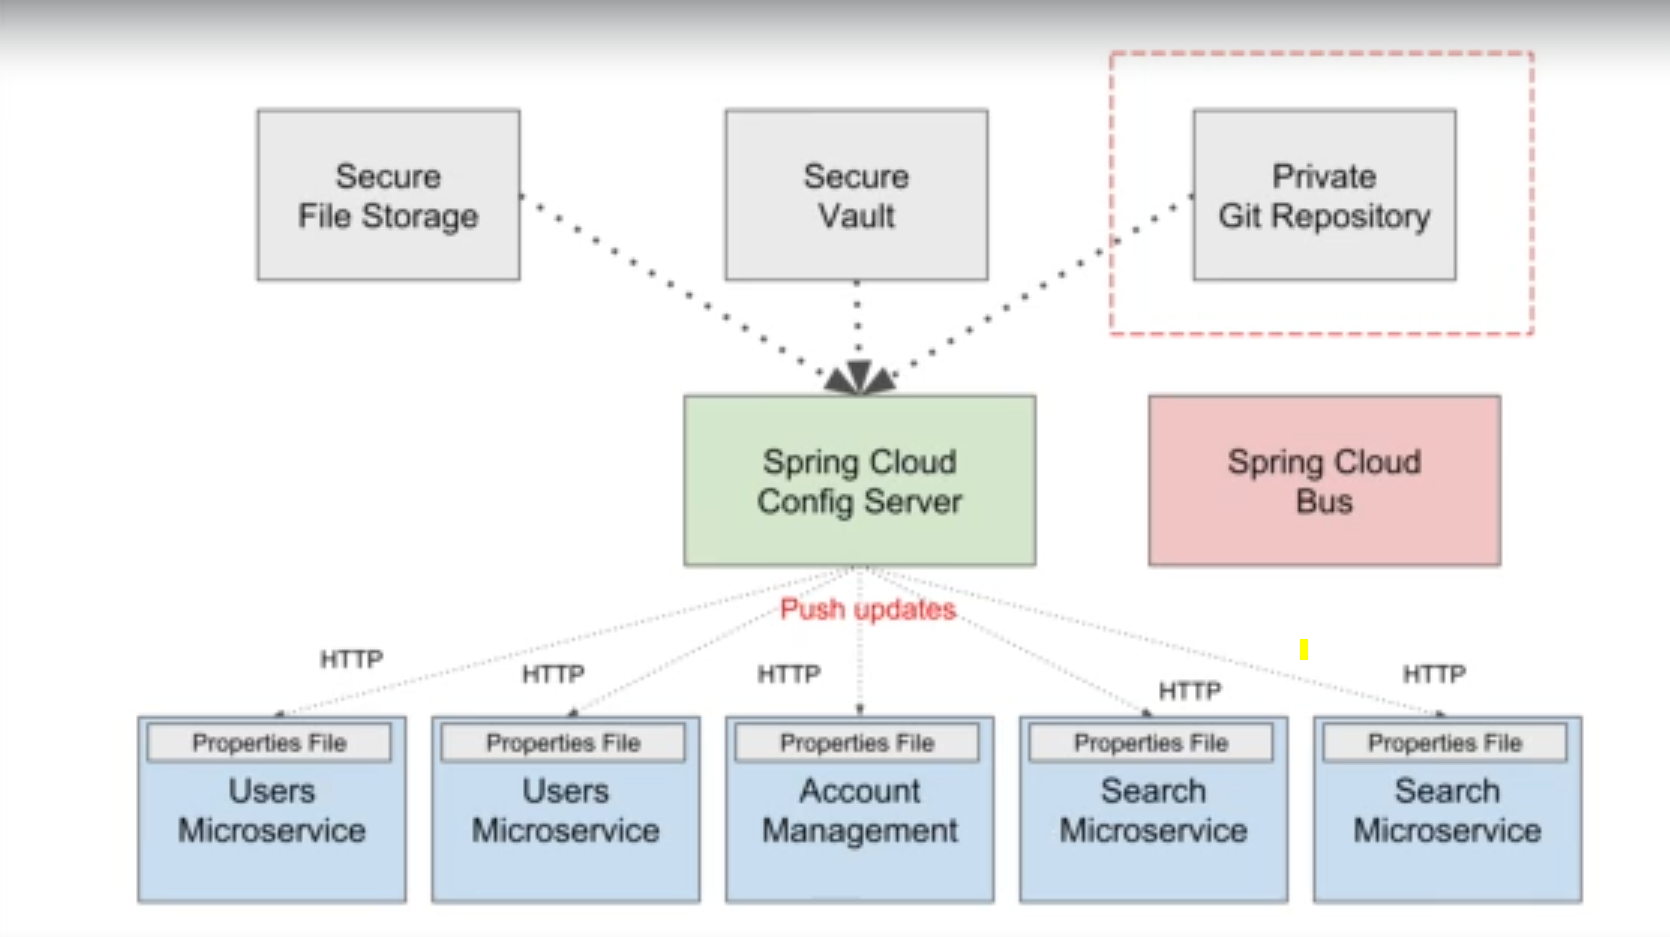 Secure
File Storage
Secure
Vault
Private
Git Repository
Spring Cloud
Config Server
Spring Cloud
Bus
Push updates
HTTP
HTTP
HTTP
HTTP
HTTP
Properties File
Users
Microservice
Properties File
Users
Microservice
Properties File
Account
Management
Properties File
Search
Microservice
Properties File
Search
Microservice